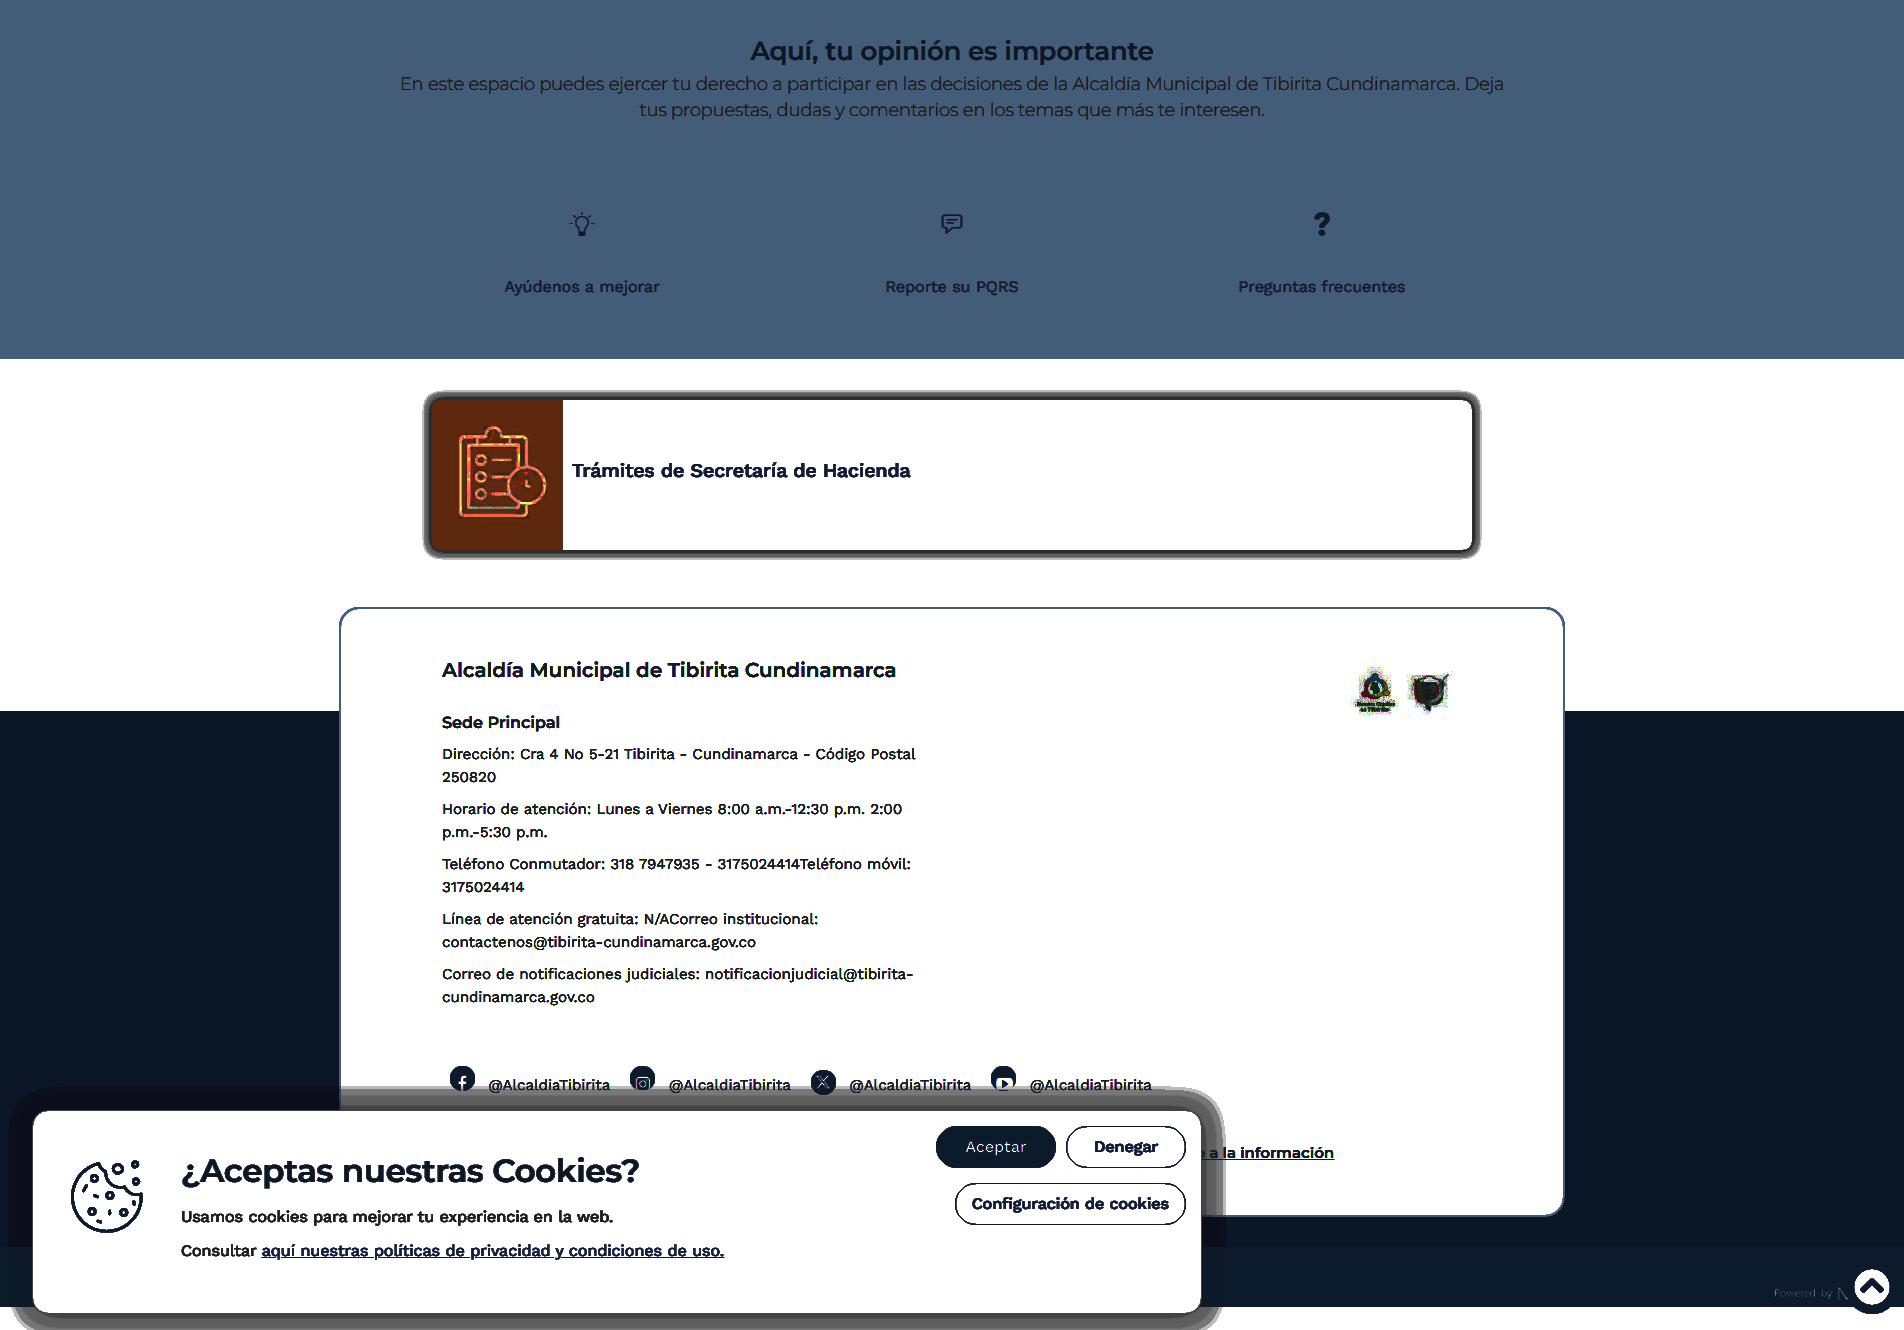 Aquí, tu opinión es importante
En este espacio puedes ejercer tu derecho a participar en las decisiones de la Alcaldía Municipal de Tibirita Cundinamarca. Deja
tus propuestas, dudas y comentarios en los temas que más te interesen.
Ayúdenos a mejorar
Reporte su PQRS
Preguntas frecuentes
Trámites de Secretaría de Hacienda
Alcaldía Municipal de Tibirita Cundinamarca
Sede Principal
Dirección: Cra 4 No 5-21 Tibirita - Cundinamarca - Código Postal
250820
Horario de atención: Lunes a Viernes 8:00 a.m.-12:30 p.m. 2:00
p.m.-5:30 p.m.
Teléfono Conmutador: 318 7947935 - 3175024414Teléfono móvil:
3175024414
Línea de atención gratuita: N/ACorreo institucional:
contactenos@tibirita-cundinamarca.gov.co
Correo de notificaciones judiciales: notificacionjudicial@tibirita-
cundinamarca.gov.co
@AlcaldiaTibirita @AlcaldiaTibirita @AlcaldiaTibirita @AlcaldiaTibirita
a la información
¿Aceptas nuestras Cookies?
Usamos cookies para mejorar tu experiencia en la web.
Consultar aquí nuestras políticas de privacidad y condiciones de uso.
Aceptar
Denegar
Configuración de cookies
Powered by